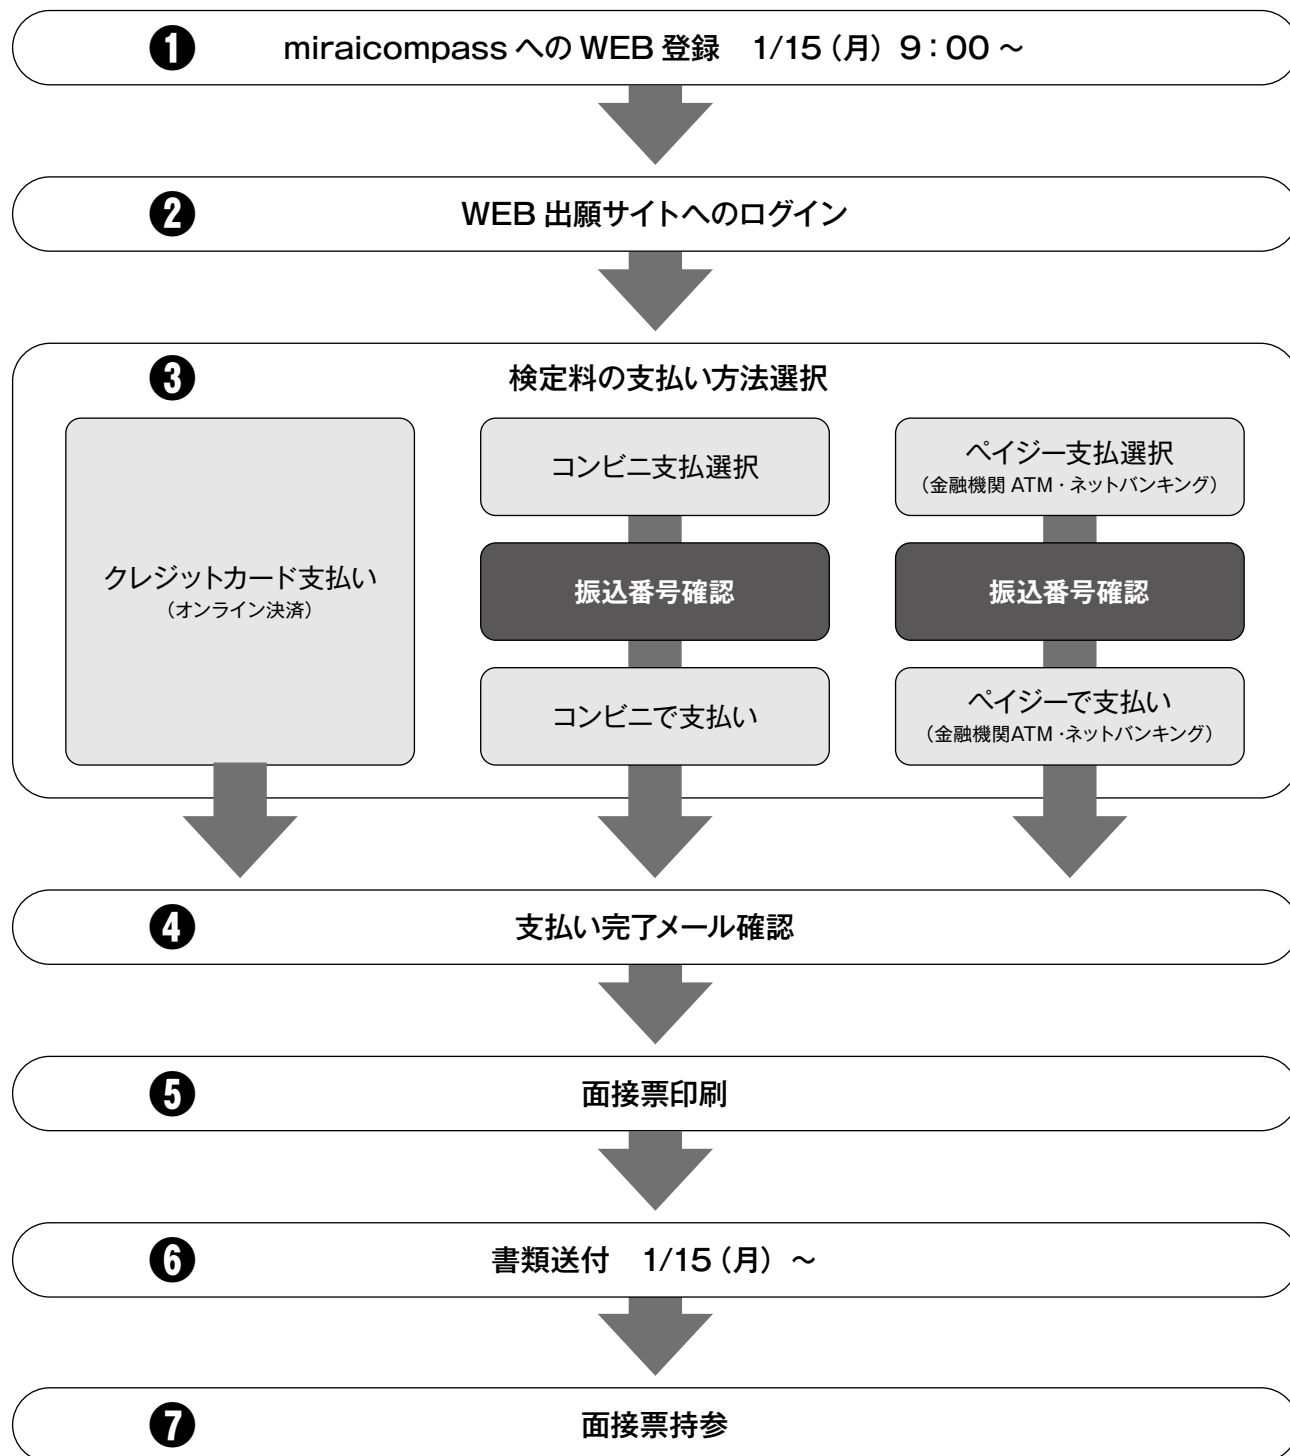 ❶ miraicompass への WEB 登録　1/15（月）9：00 ～
❷ WEB 出願サイトへのログイン
❸ 検定料の支払い方法選択
クレジットカード支払い
（オンライン決済）
コンビニ支払選択
振込番号確認
コンビニで支払い
ペイジー支払選択
（金融機関 ATM・ネットバンキング）
振込番号確認
ペイジーで支払い
（金融機関ATM・ネットバンキング）
❹ 支払い完了メール確認
❺ 面接票印刷
❻ 書類送付　1/15（月）～
❼ 面接票持参